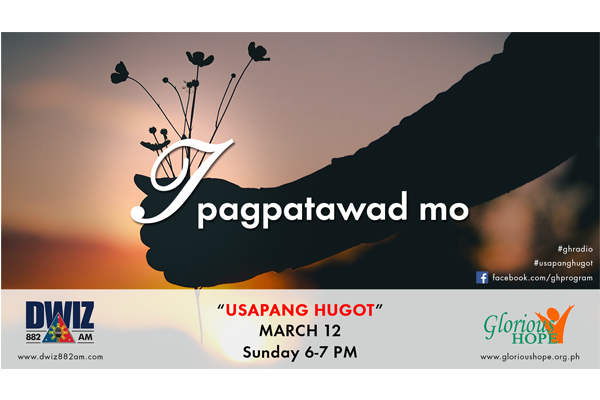 Ipagpatawad mo
#ghradio
#usapanghugot
facebook.com/ghprogram
DWIZ
882 AM
www.dwiz882am.com
“USAPANG HUGOT”
MARCH 12
Sunday 6-7 PM
Glorious
HOPE
www.glorioushope.org.ph